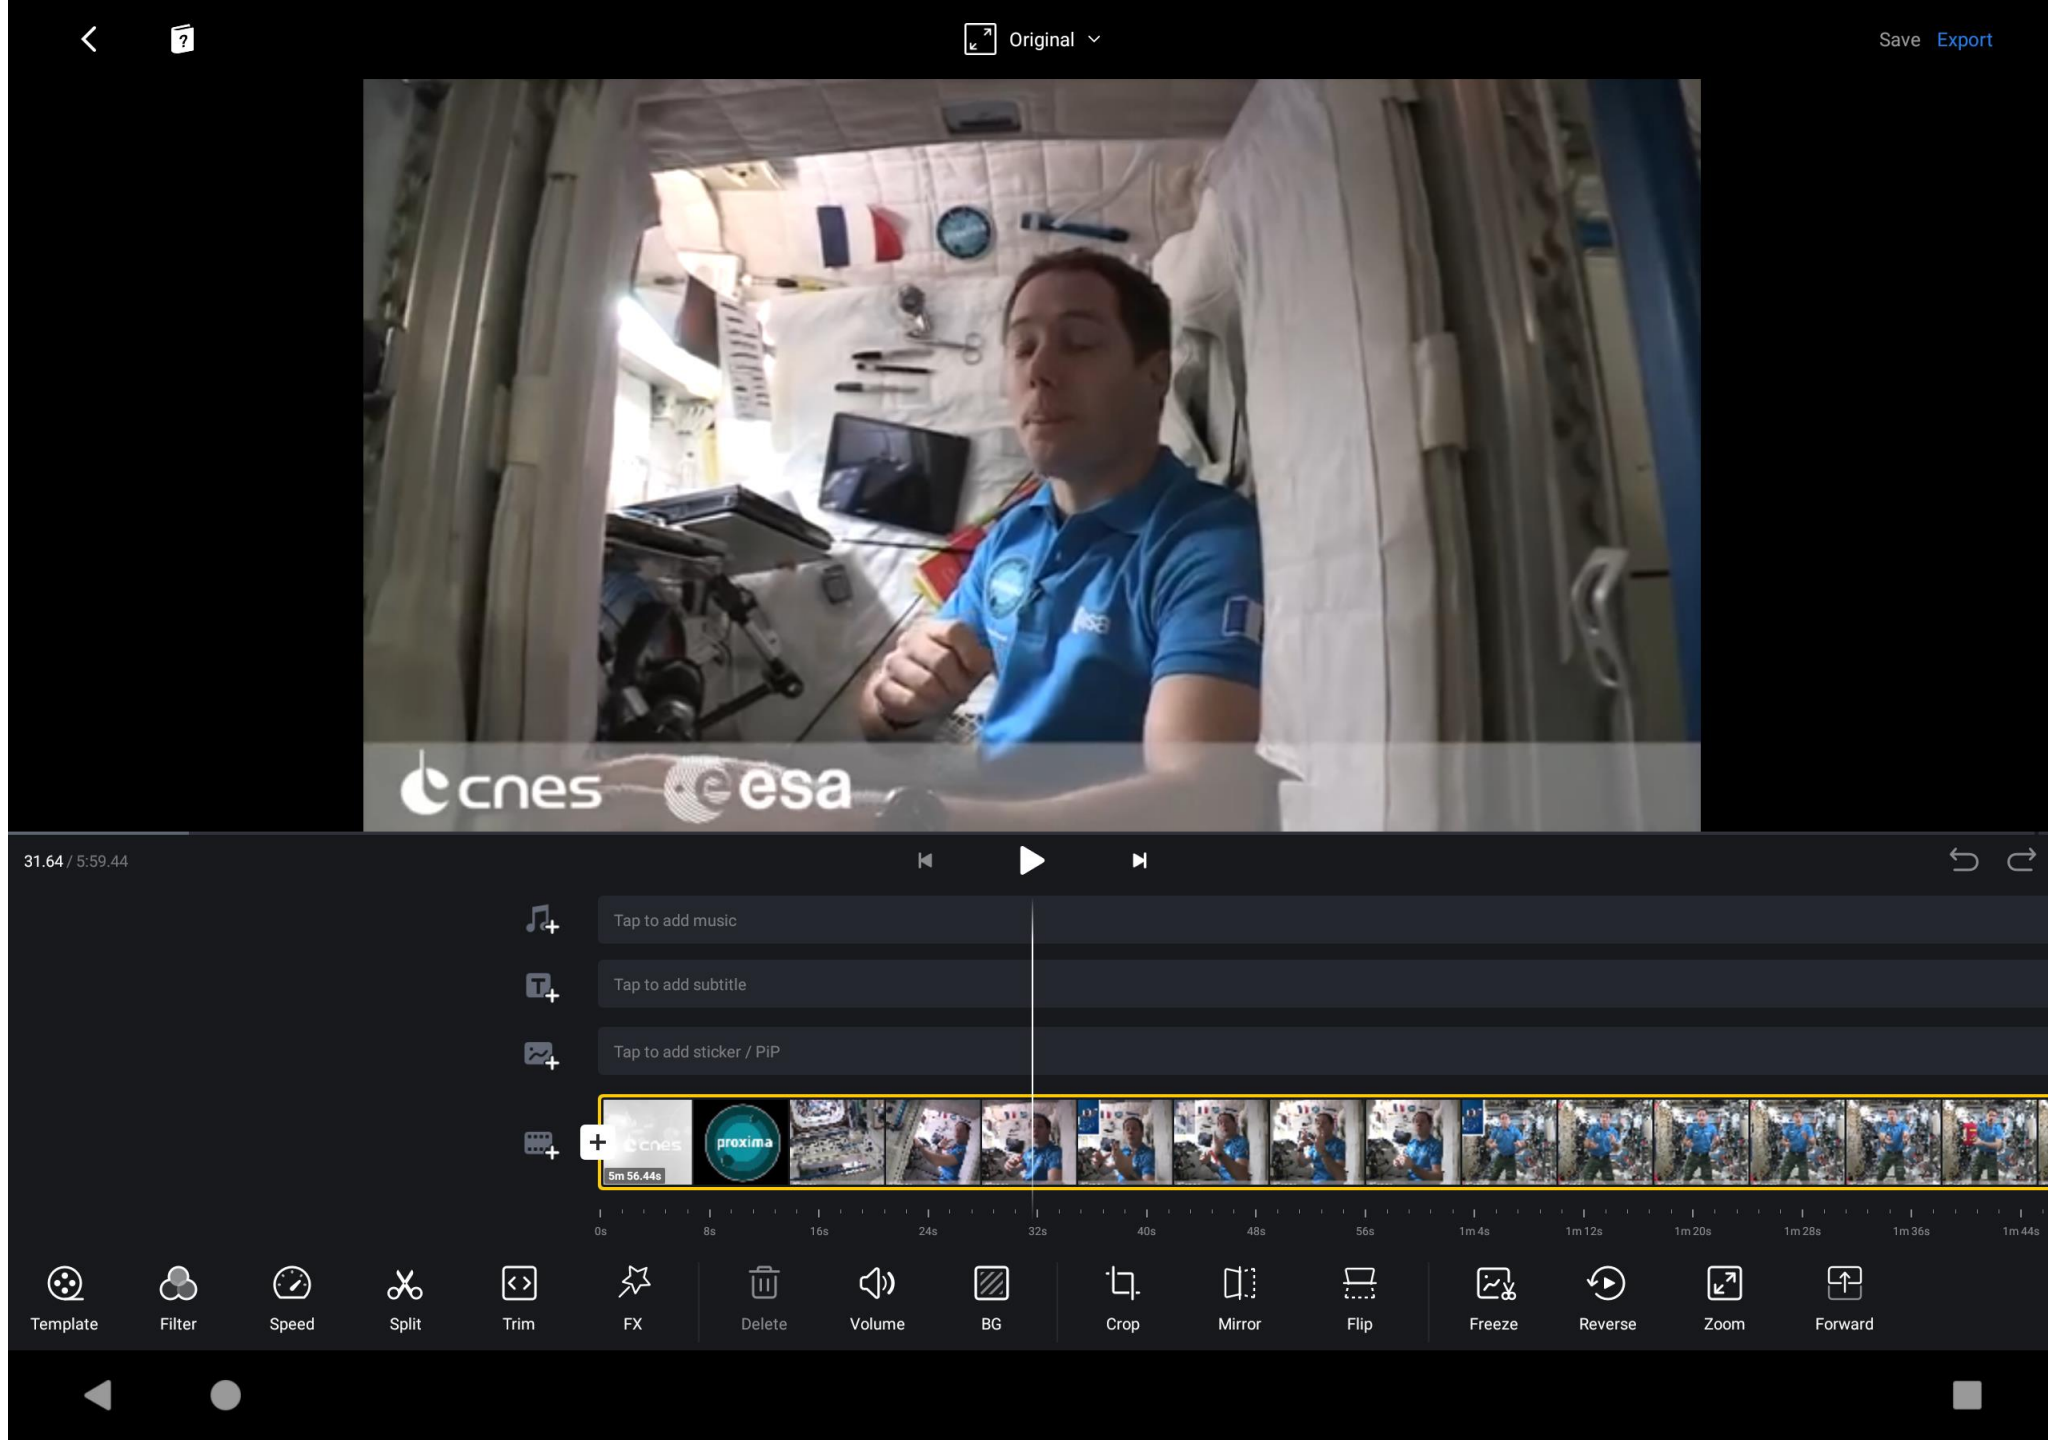 Original
Save Export
esa
cnes esa
31.64 / 5:59.44
Tap to add music
Tap to add subtitle
Tap to add sticker / PiP
cnes
proxima
5m 56.44s
0s 8s 16s 24s 32s 40s 48s 56s 1m 4s 1m 12s 1m 20s 1m 28s 1m 36s 1m 44s
Template Filter Speed Split Trim FX Delete Volume BG Crop Mirror Flip Freeze Reverse Zoom Forward